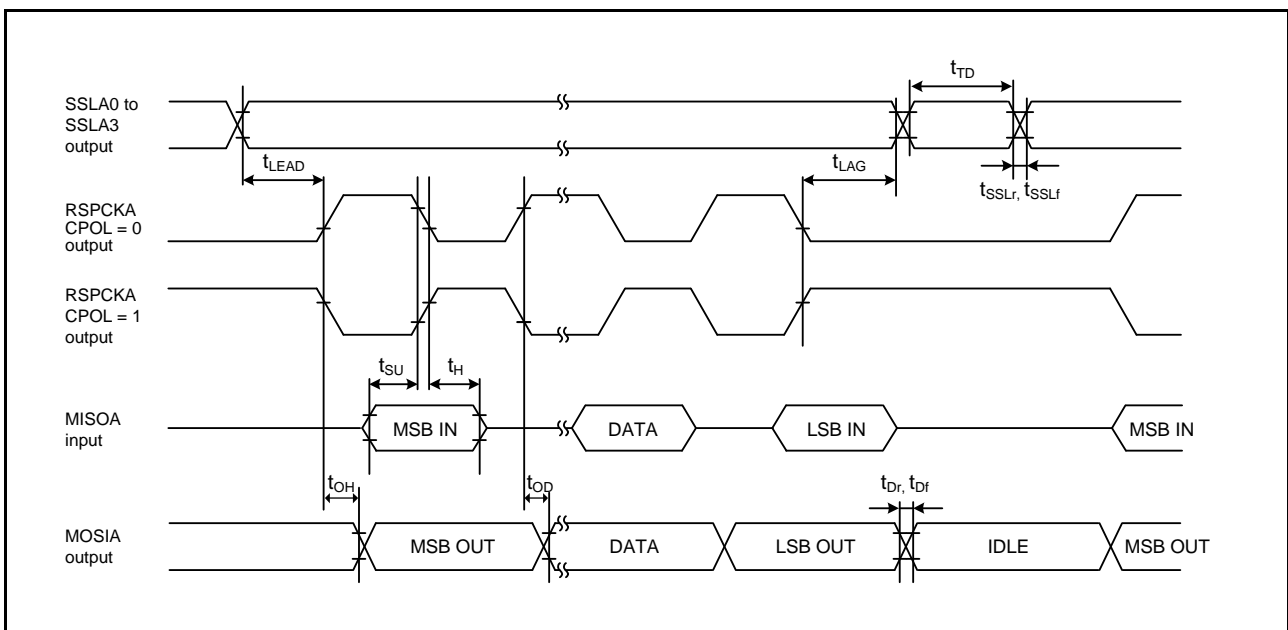 tTD
SSLA0 to
SSLA3
output
tLEAD
tLAG
tSSLr, tSSLf
RSPCKA
CPOL = 0
output
RSPCKA
CPOL = 1
output
tSU
tH
MISOA
input
MSB IN
DATA
LSB IN
MSB IN
tOH
tOD
tDr, tDf
MOSIA
output
MSB OUT
DATA
LSB OUT
IDLE
MSB OUT